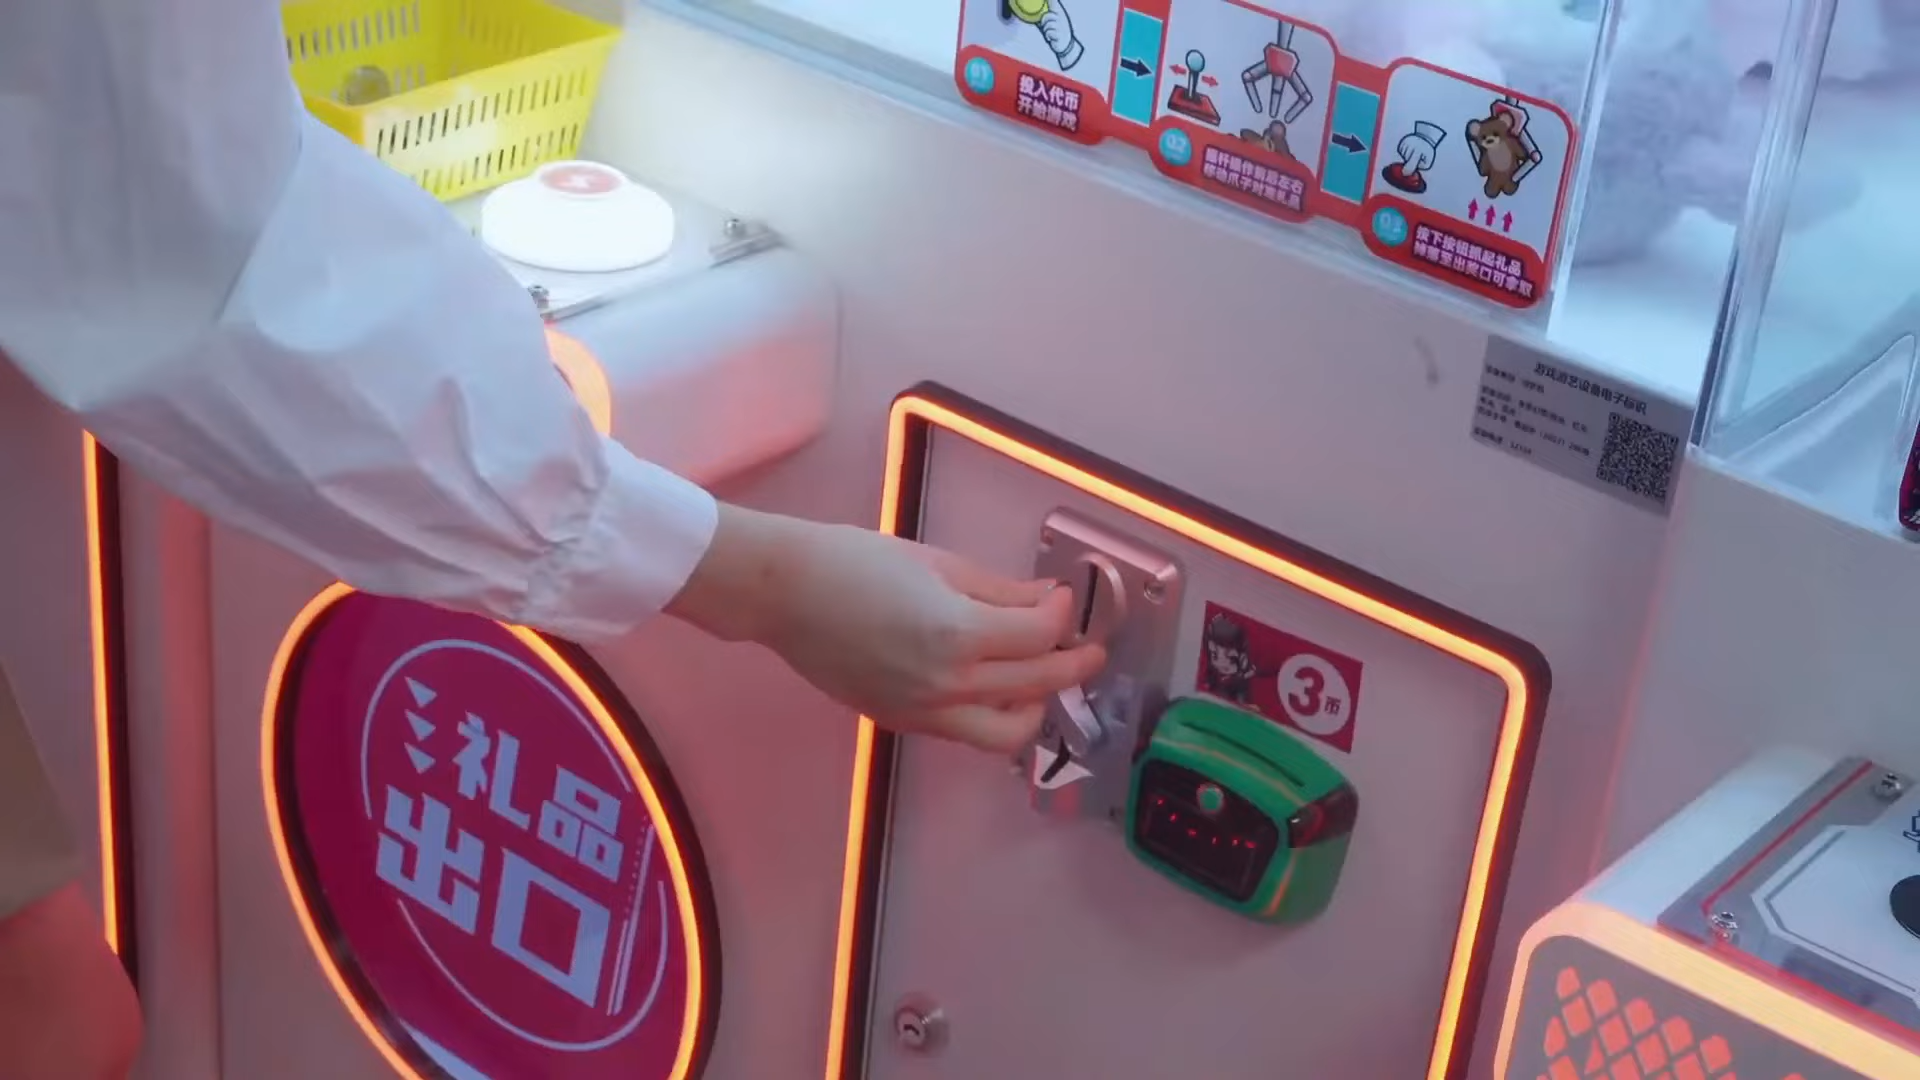 01
投入代币
开始游戏
02
摇杆操作前后左右
移动爪子对准礼品
03
按下按钮抓起礼品
掉落至出奖口可拿取
游戏游艺设备电子标识
3币
礼品
出口